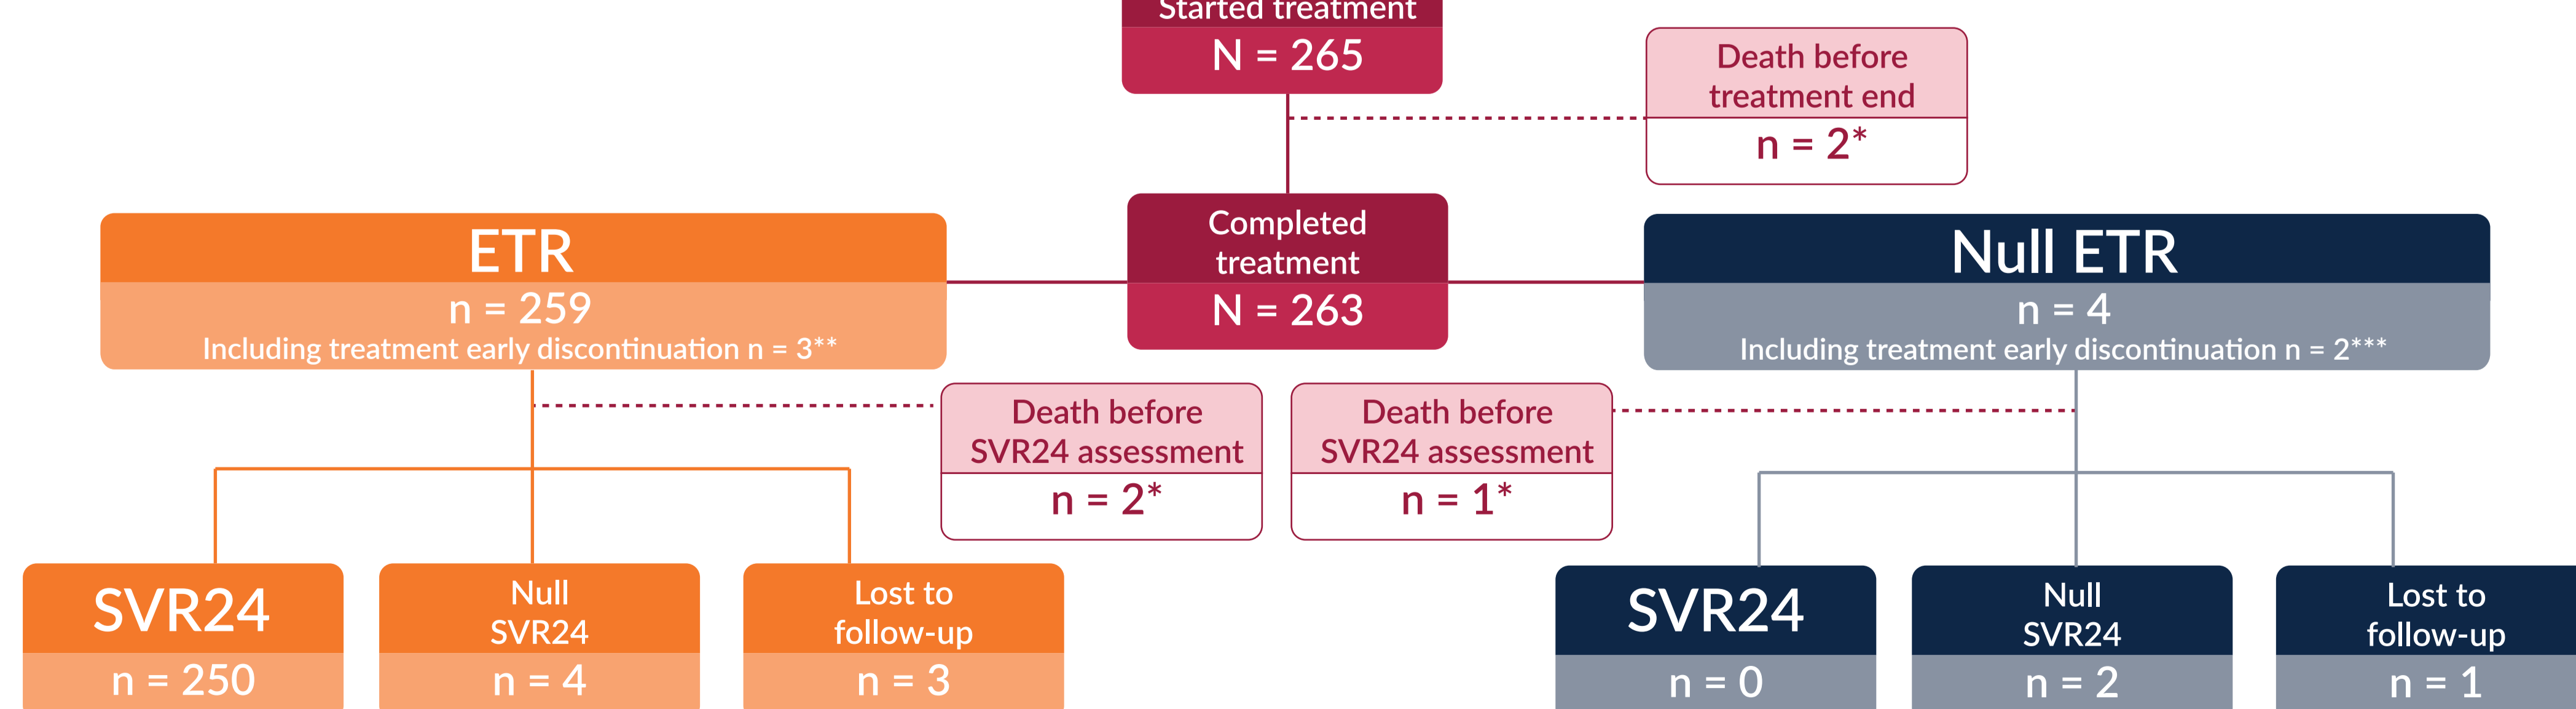 Started treatment
N = 265
Death before
treatment end
n = 2*
Completed
treatment
N = 263
ETR
n = 259
Including treatment early discontinuation n = 3**
Null ETR
n = 4
Including treatment early discontinuation n = 2***
Death before
SVR24 assessment
n = 2*
Death before
SVR24 assessment
n = 1*
SVR24
n = 250
Null
SVR24
n = 4
Lost to
follow-up
n = 3
SVR24
n = 0
Null
SVR24
n = 2
Lost to
follow-up
n = 1